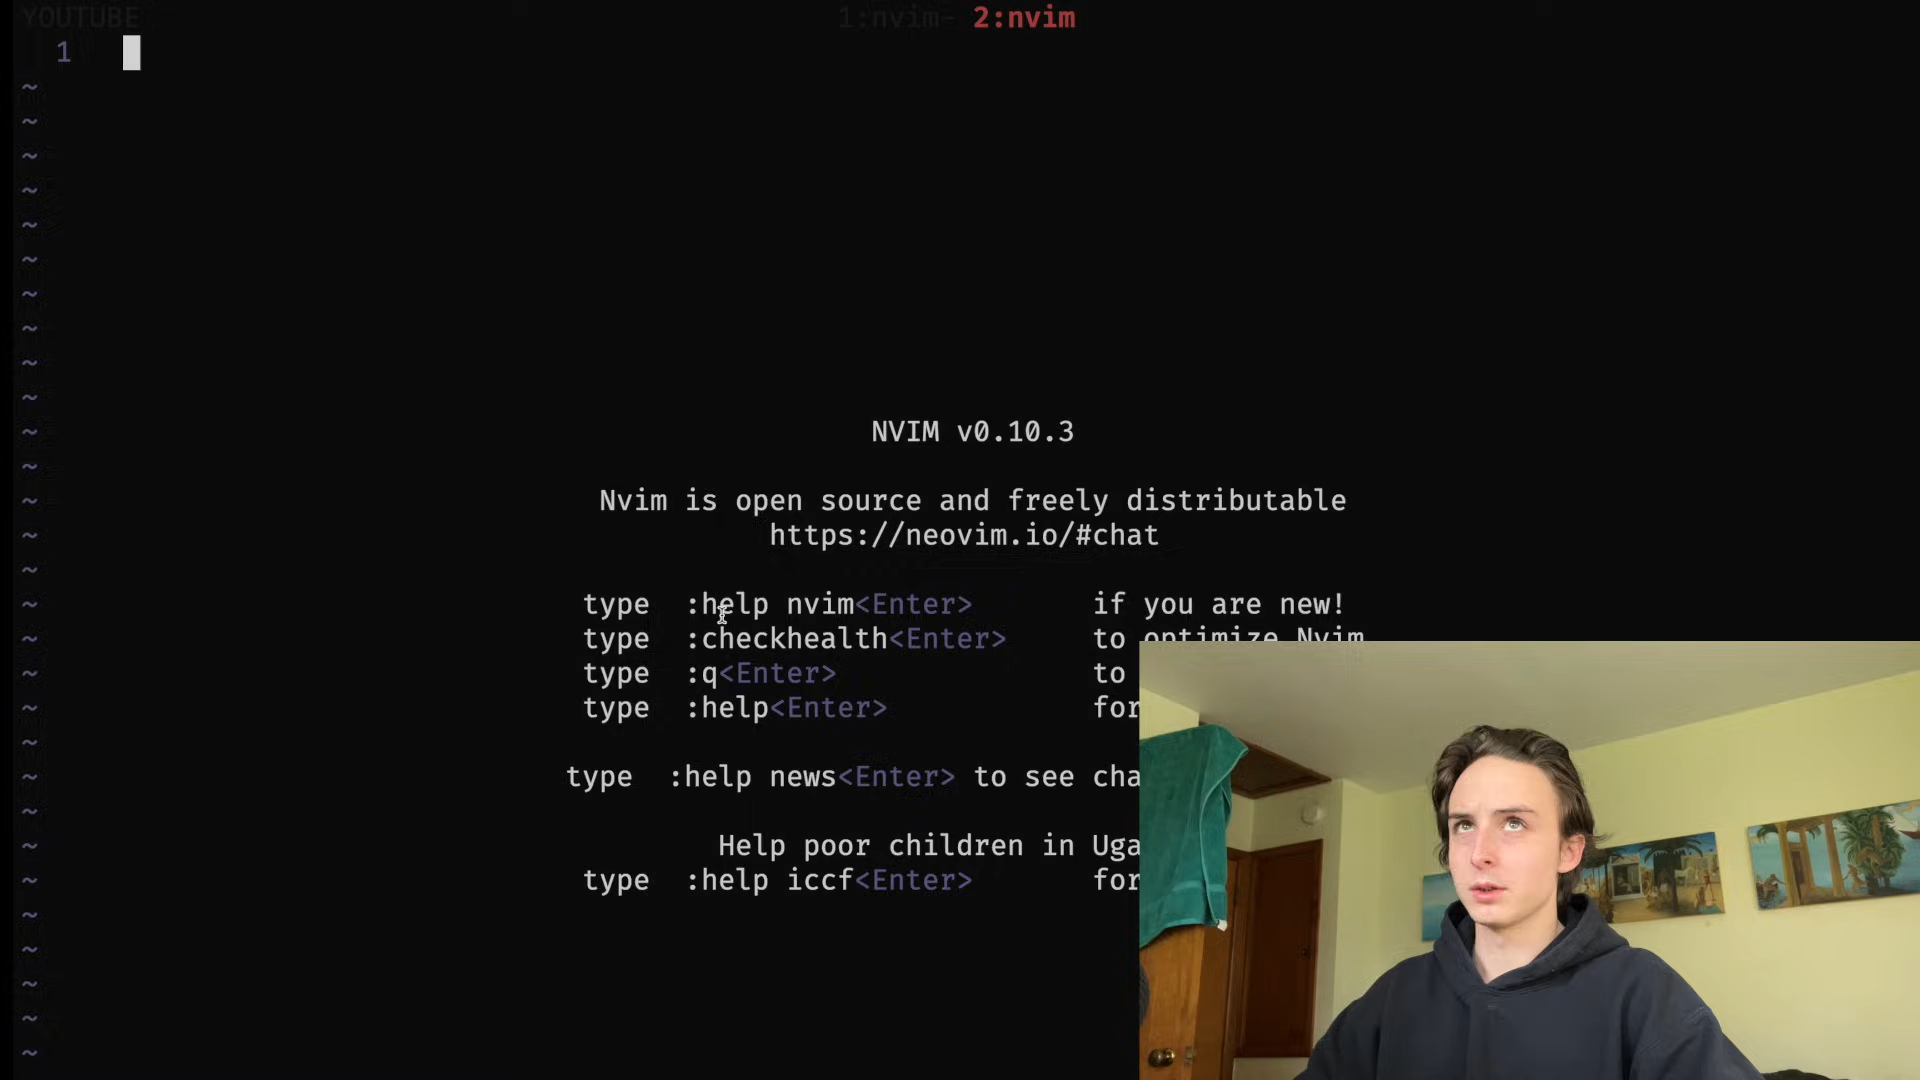 YOUTUBE 1:nvim- 2:nvim
1
~
~
~
~
~
~
~
~
~
~
~ NVIM v0.10.3
~
~ Nvim is open source and freely distributable
~ https://neovim.io/#chat
~
~ type :help nvim<Enter> if you are new!
~ type :checkhealth<Enter> to optimize Nvim
~ type :q<Enter> to
~ type :help<Enter> for
~
~ type :help news<Enter> to see cha
~
~ Help poor children in Uga
~ type :help iccf<Enter> for
~
~
~
~
~